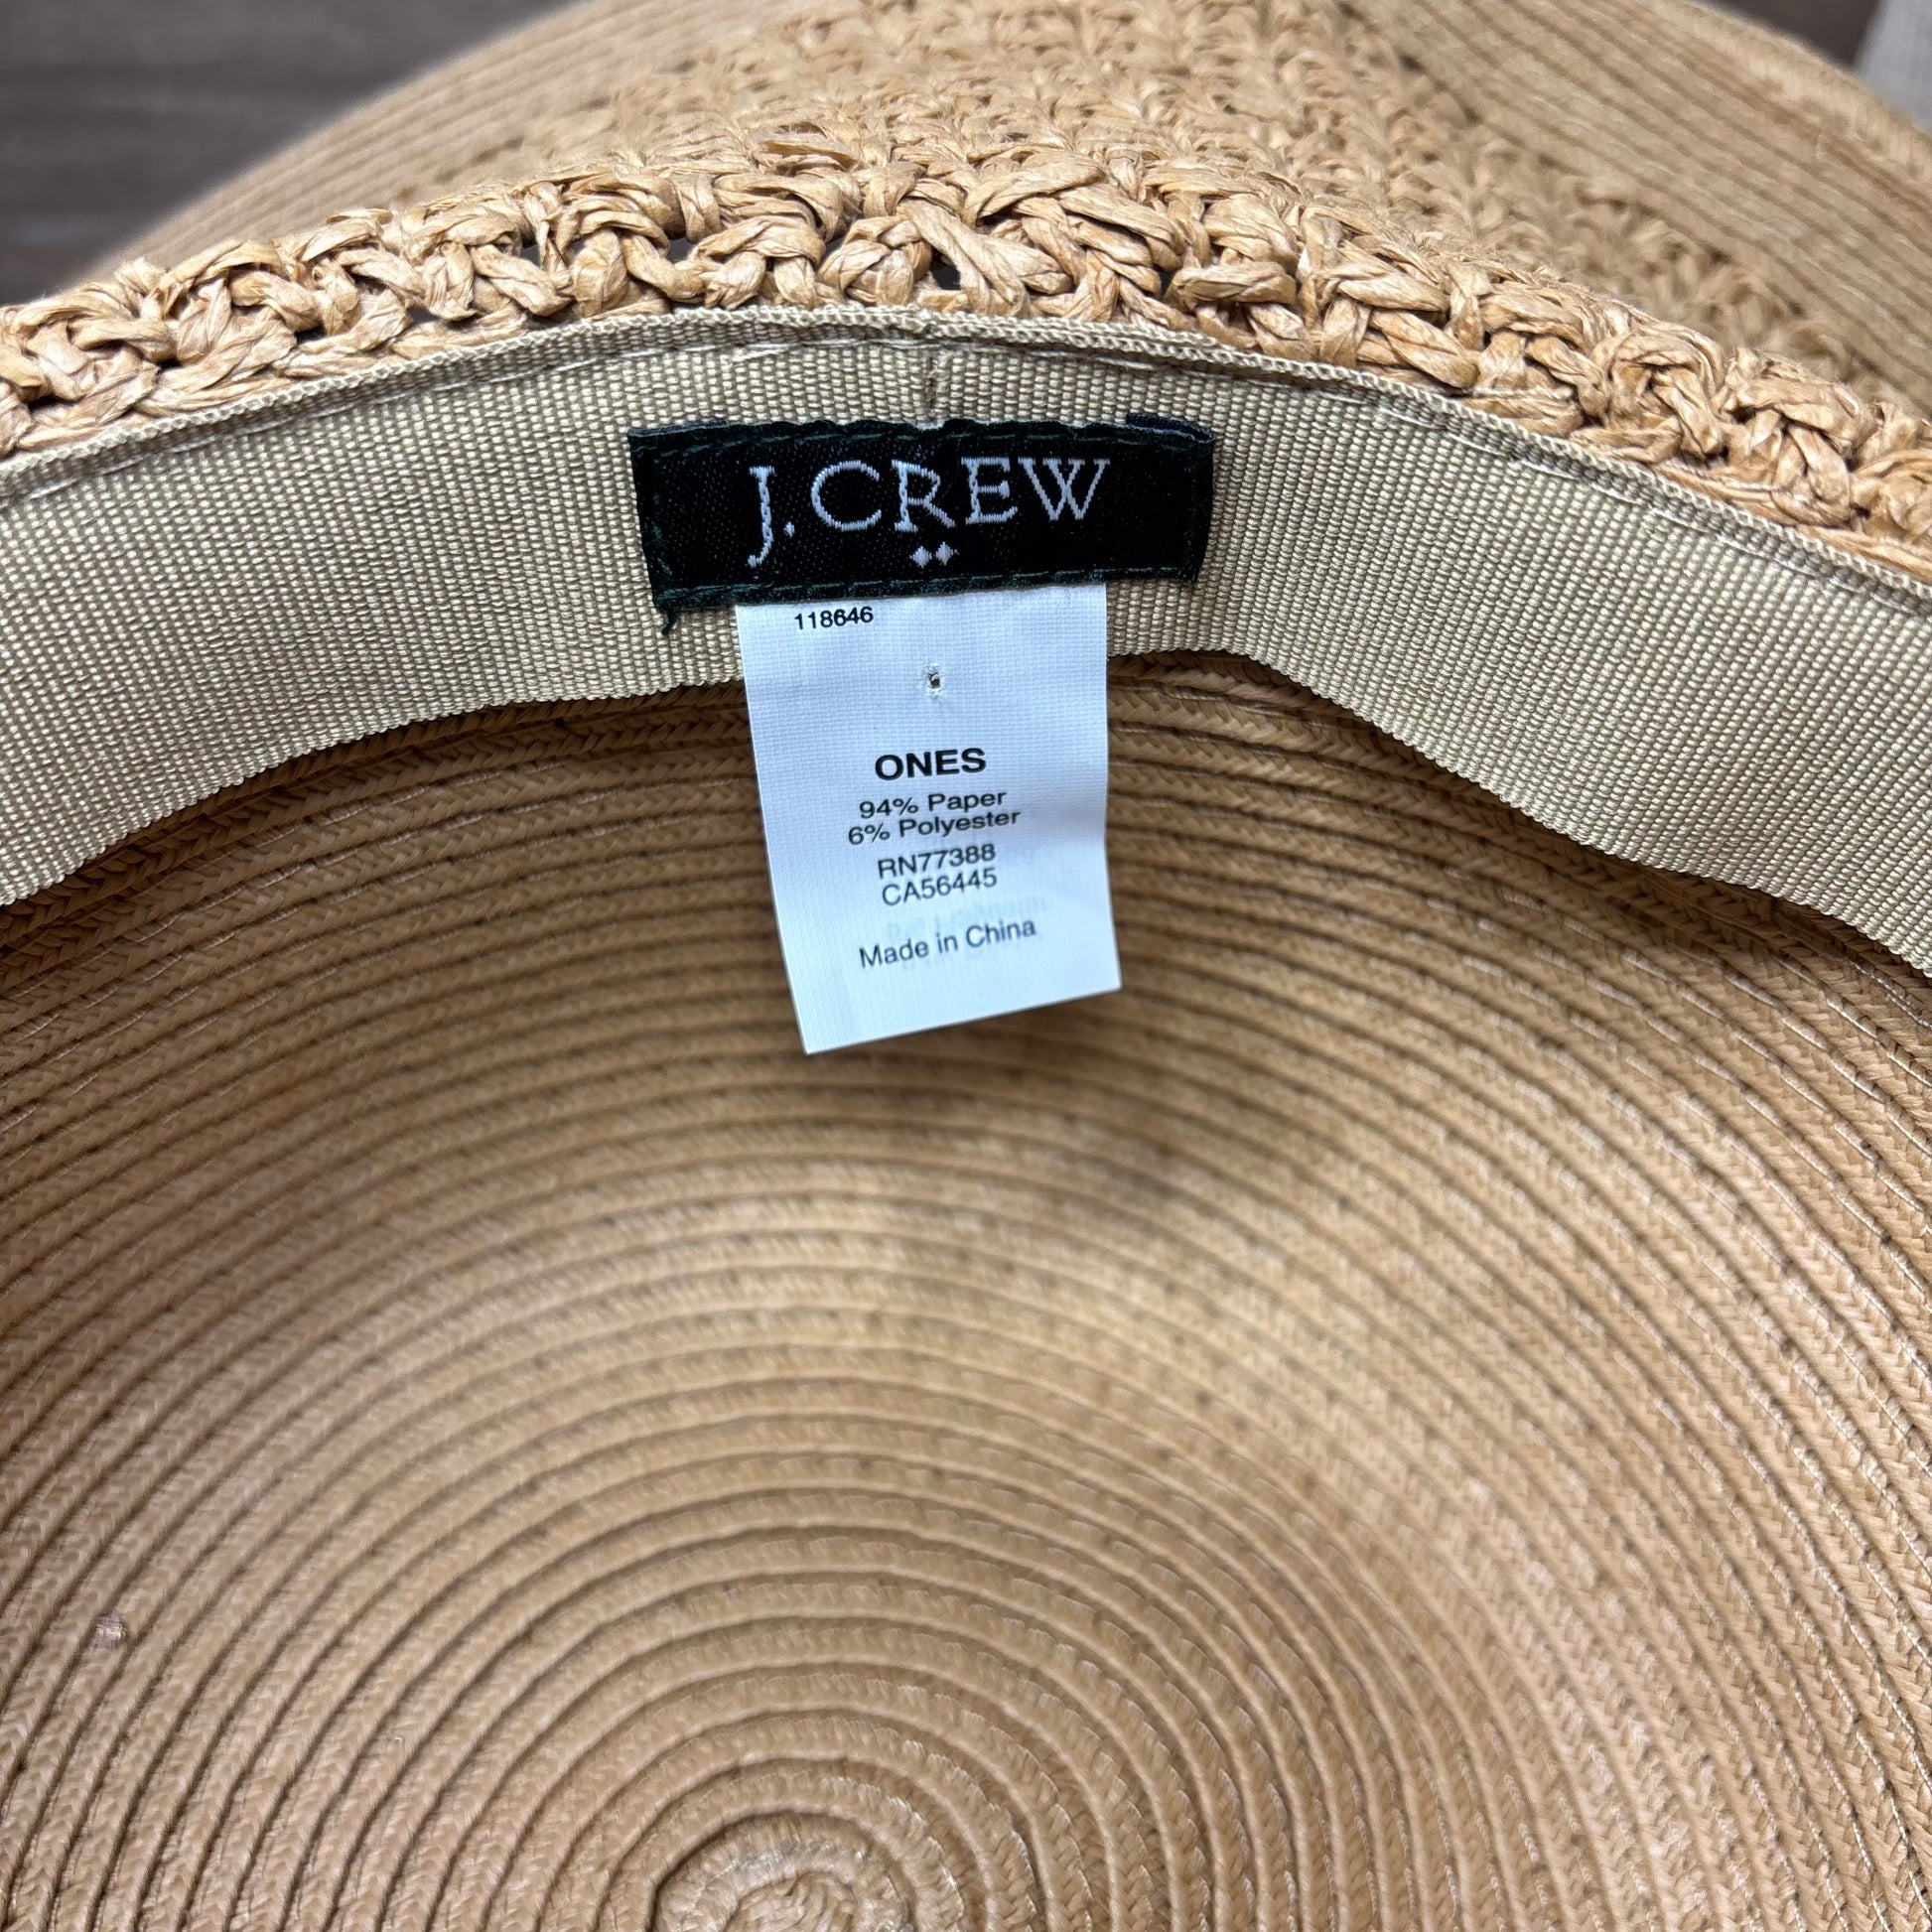 J.CREW
118646
ONES
94% Paper
6% Polyester
RN77388
CA56445
Made in China